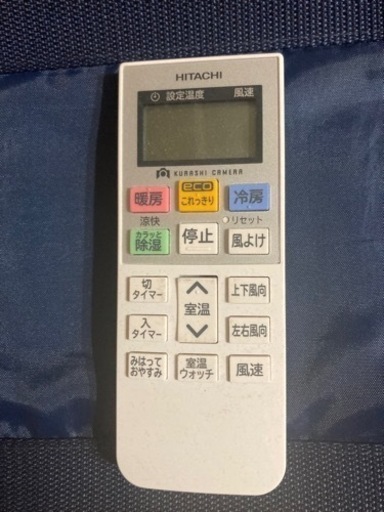 HITACHI
設定温度 風速
KURASHI CAMERA
暖房
eco
これっきり
冷房
涼快
リセット
カラッと
除湿
停止
風よけ
切
タイマー
室温
上下風向
入
タイマー
左右風向
みはって
おやすみ
室温
ウォッチ
風速